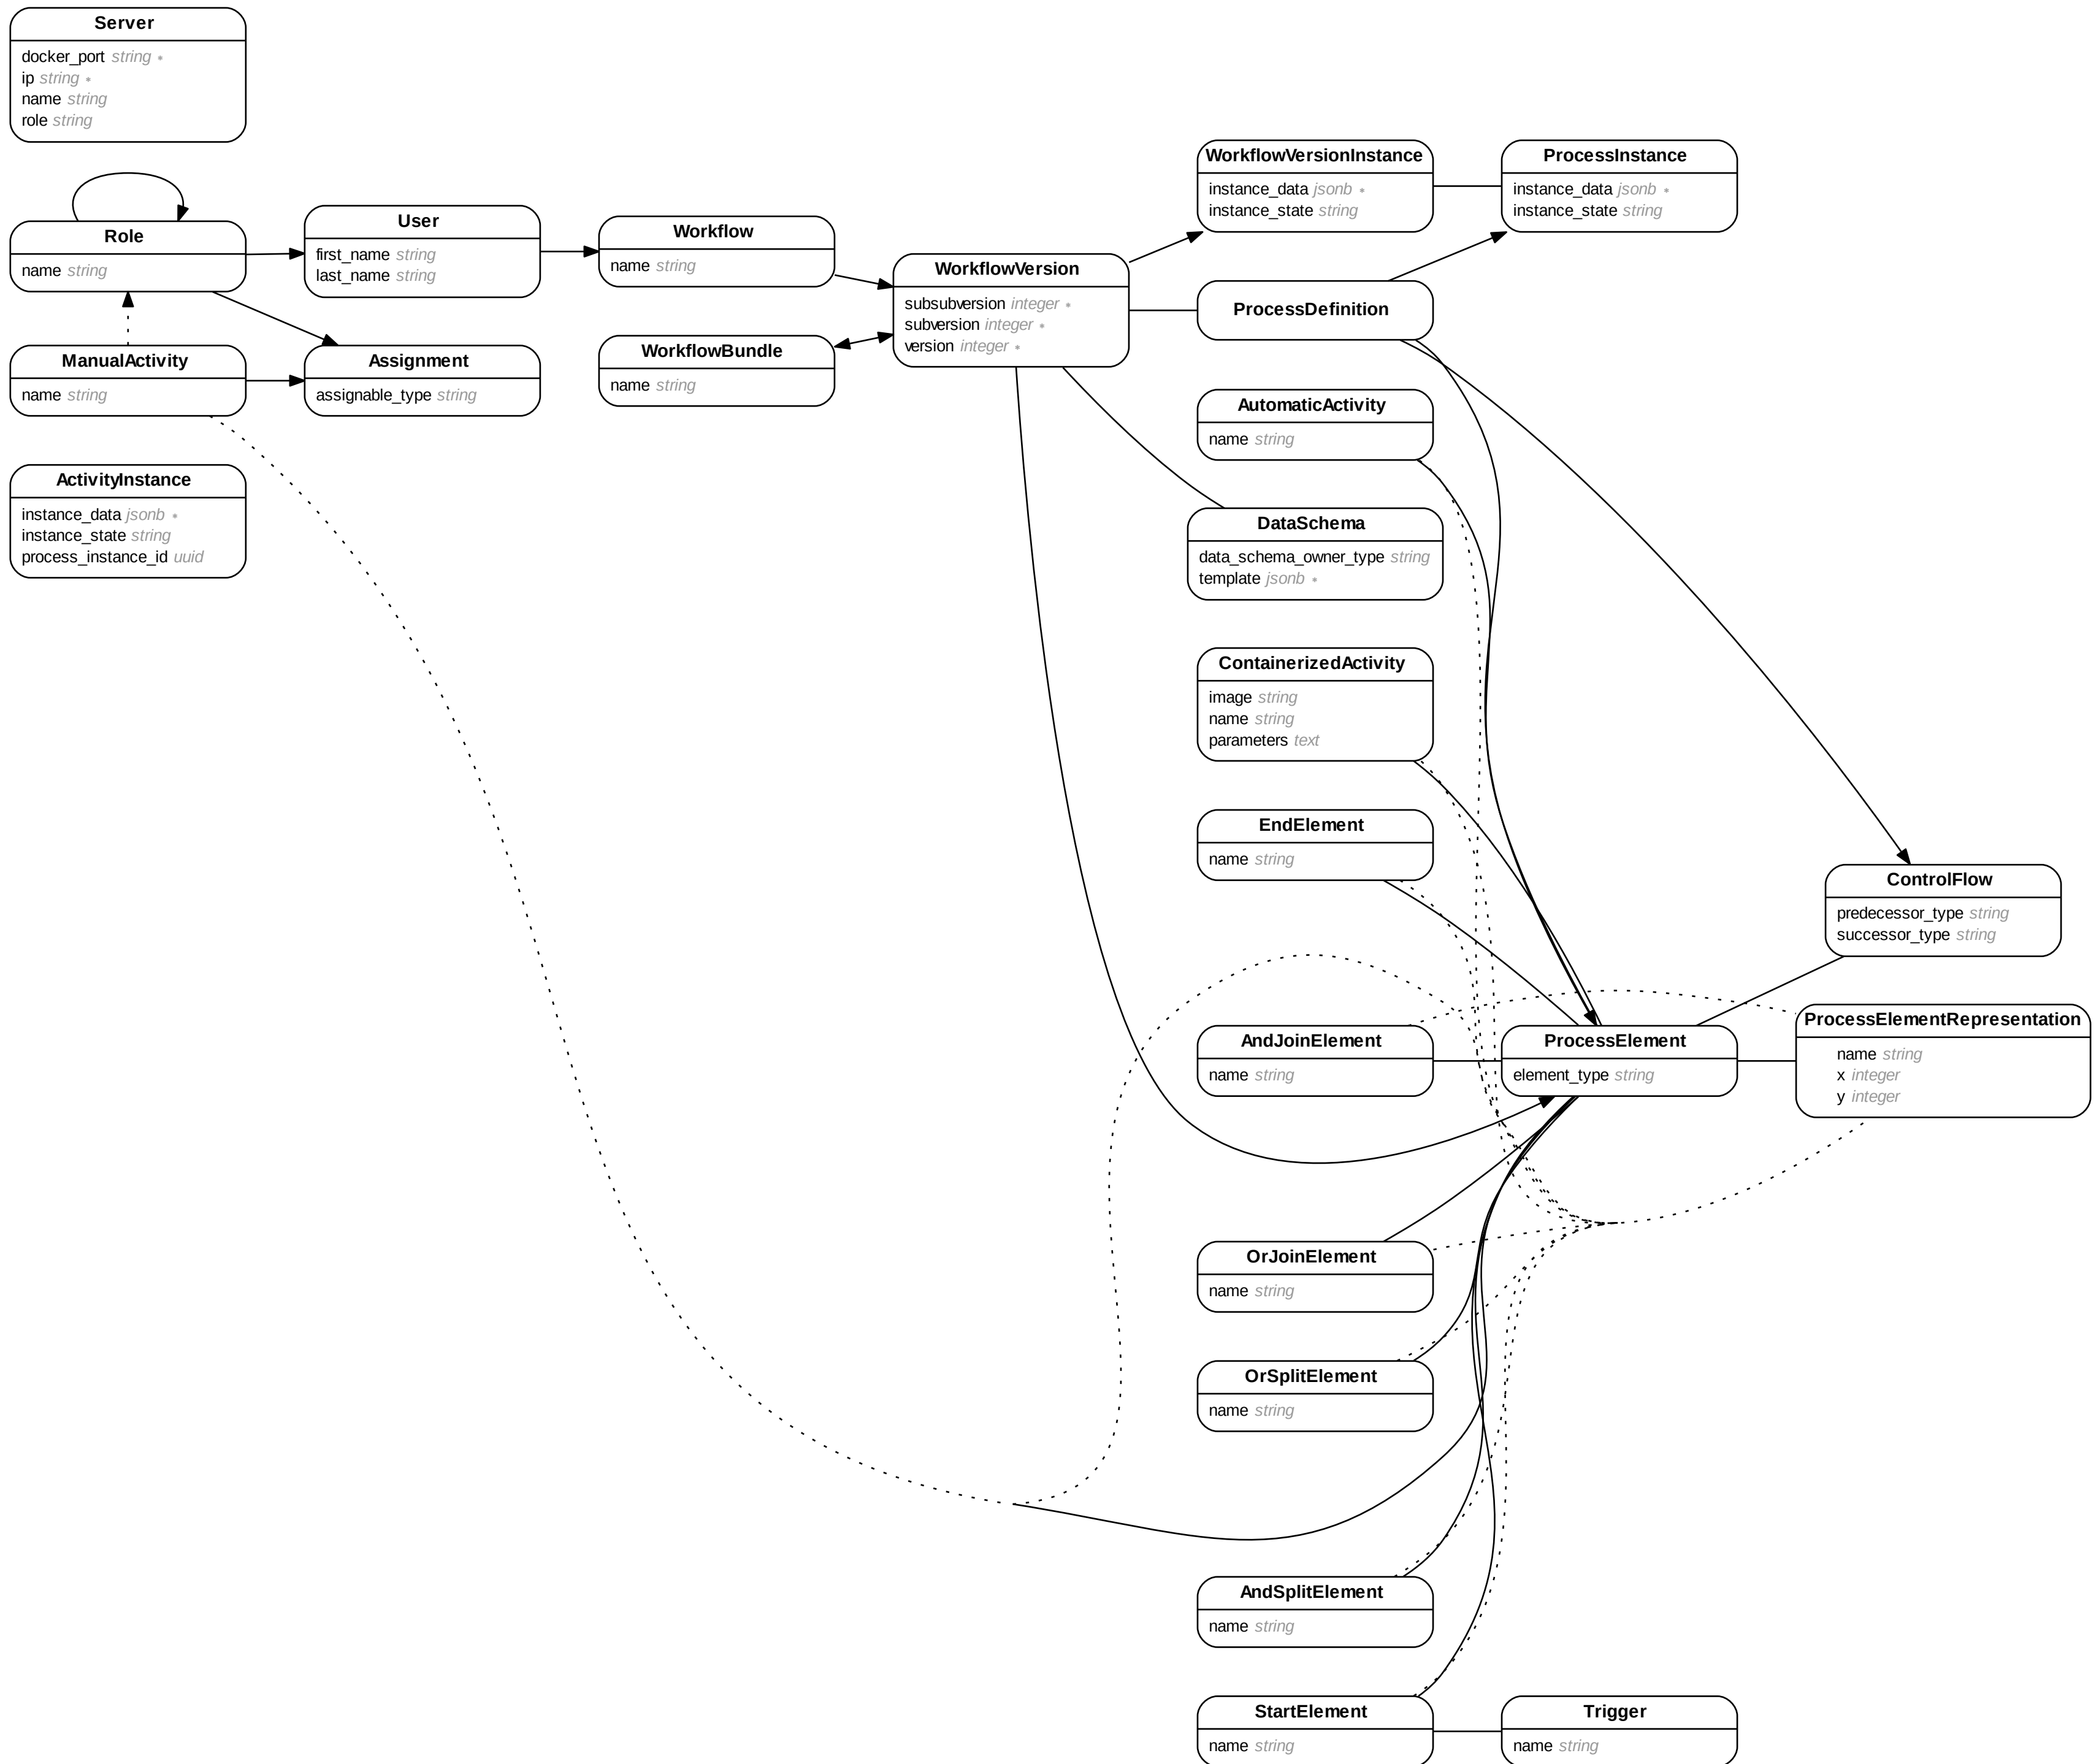 Server
docker_port string *
ip string *
name string
role string
Role
name string
User
first_name string
last_name string
Workflow
name string
WorkflowVersion
subsubversion integer *
subversion integer *
version integer *
WorkflowVersionInstance
instance_data jsonb *
instance_state string
ProcessInstance
instance_data jsonb *
instance_state string
ProcessDefinition
ManualActivity
name string
Assignment
assignable_type string
WorkflowBundle
name string
AutomaticActivity
name string
ActivityInstance
instance_data jsonb *
instance_state string
process_instance_id uuid
DataSchema
data_schema_owner_type string
template jsonb *
ContainerizedActivity
image string
name string
parameters text
EndElement
name string
ControlFlow
predecessor_type string
successor_type string
AndJoinElement
name string
ProcessElement
element_type string
ProcessElementRepresentation
name string
x integer
y integer
OrJoinElement
name string
OrSplitElement
name string
AndSplitElement
name string
StartElement
name string
Trigger
name string